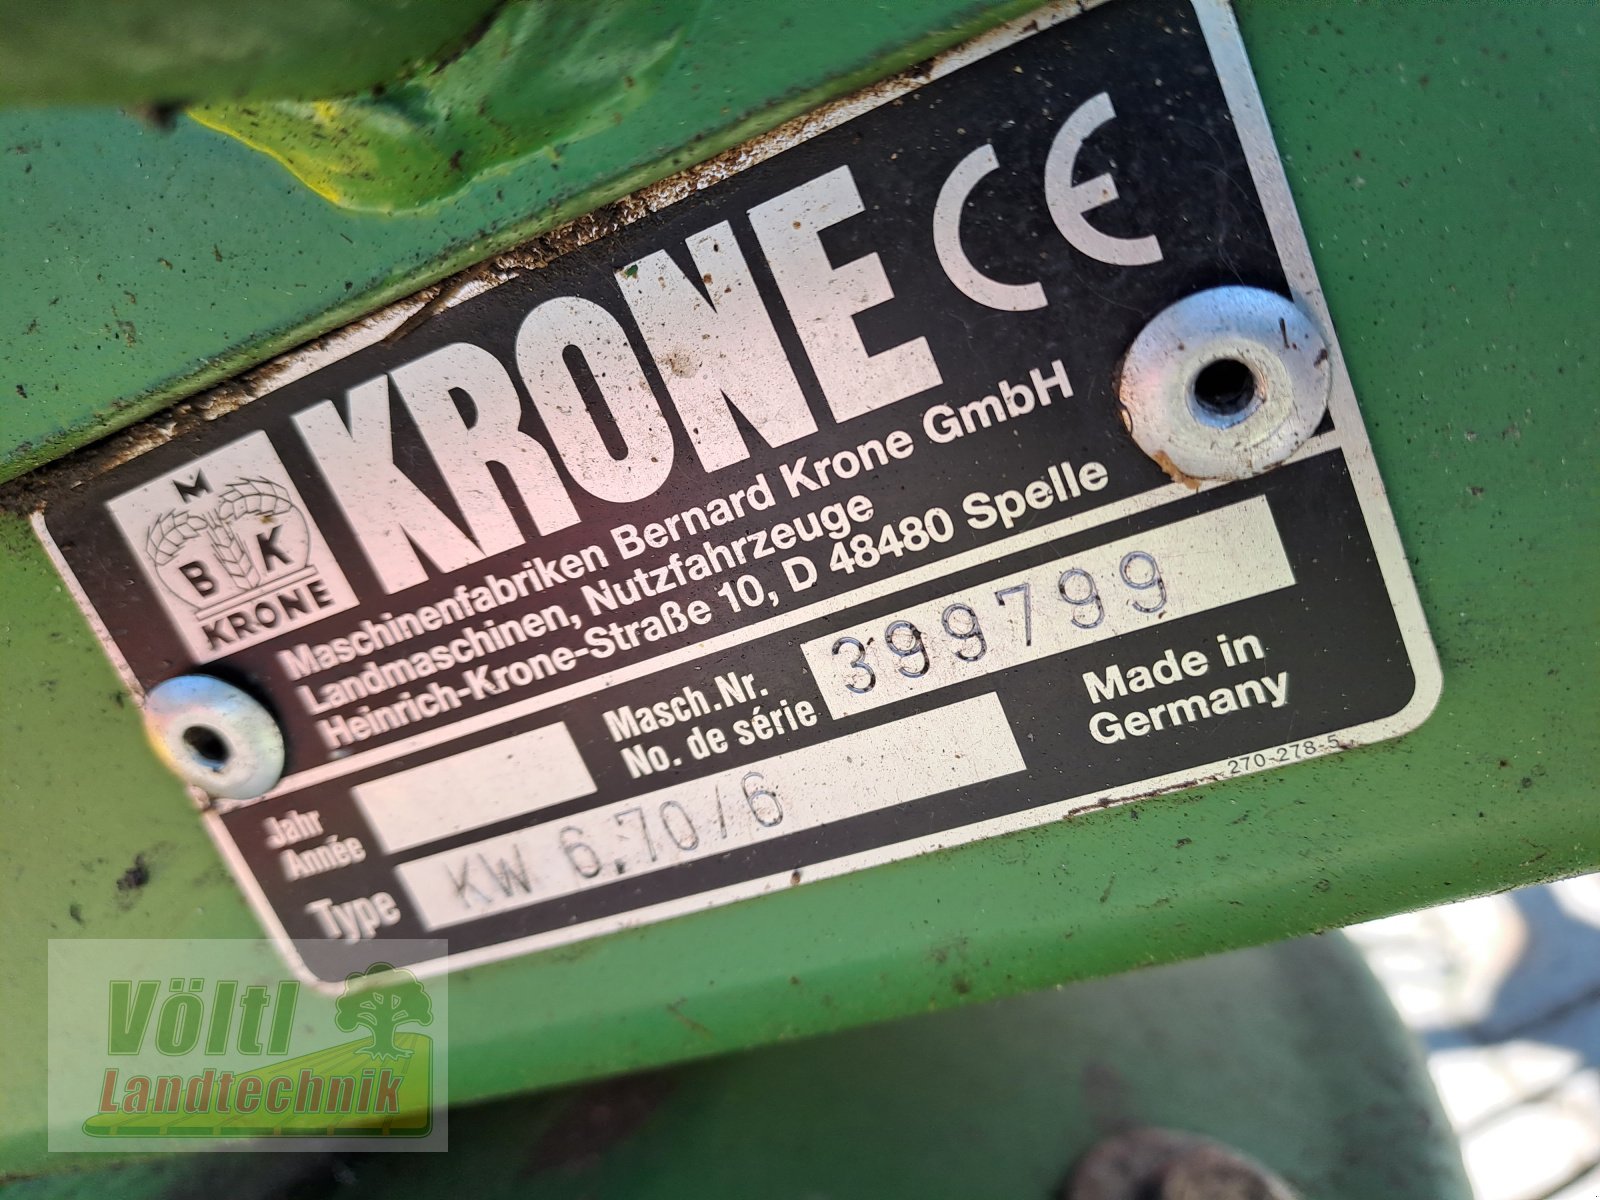 KRONE CE
M
B K
KRONE
Maschinenfabriken Bernard Krone GmbH
Landmaschinen, Nutzfahrzeuge
Heinrich-Krone-Straße 10, D 48480 Spelle
Masch.Nr.
No. de série
399799
Jahr
Année
Type KW 6.70/6
Made in
Germany
270-278-5
Völtl
Landtechnik